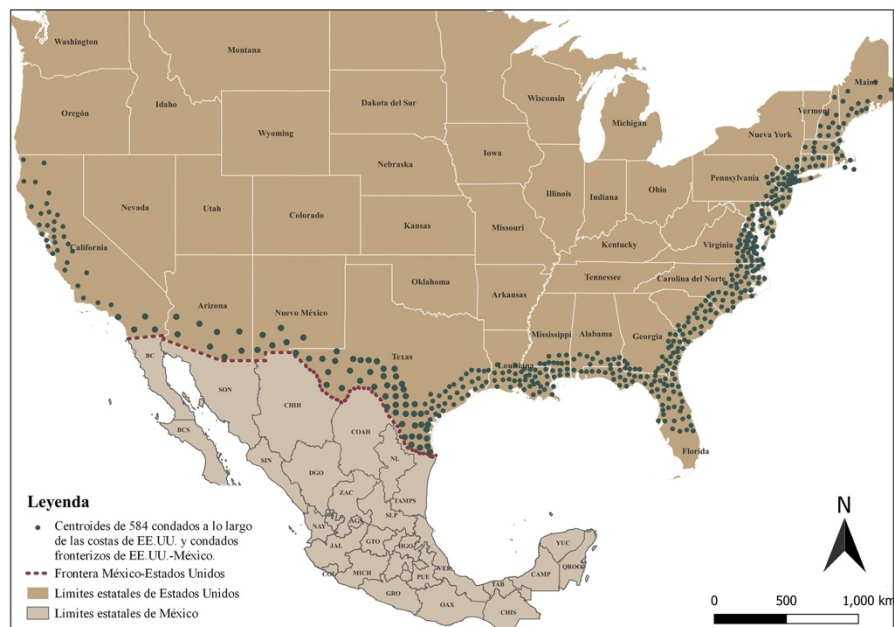 Washington
Montana
Maine
Oregón
Idaho
Dakota del Sur
Wisconsin
Michigan
Vermont
Nueva York
Wyoming
Iowa
Nebraska
Pennsylvania
Illinois
Indiana
Ohio
Nevada
Utah
Colorado
Kansas
Missouri
Virginia
California
Kentucky
Oklahoma
Tennessee
Carolina del Norte
Arizona
Nuevo México
Arkansas
Mississippi
Alabama
Georgia
Texas
Louisiana
BC
SON
CHIH
COAH
BCS
Florida
SIN
NL
DGO
ZAC
TAMPS
SLP
NAY
AGS
JAL
GTO
HGO
VER
YUC
COL
MICH
PUE
TAB
CAMP
QROO
GRO
OAX
CHIS
Leyenda
Centroides de 584 condados a lo largo
de las costas de EE.UU. y condados
fronterizos de EE.UU.-México.
Frontera México-Estados Unidos
Limites estatales de Estados Unidos
Limites estatales de México
N
0 500 1,000 km